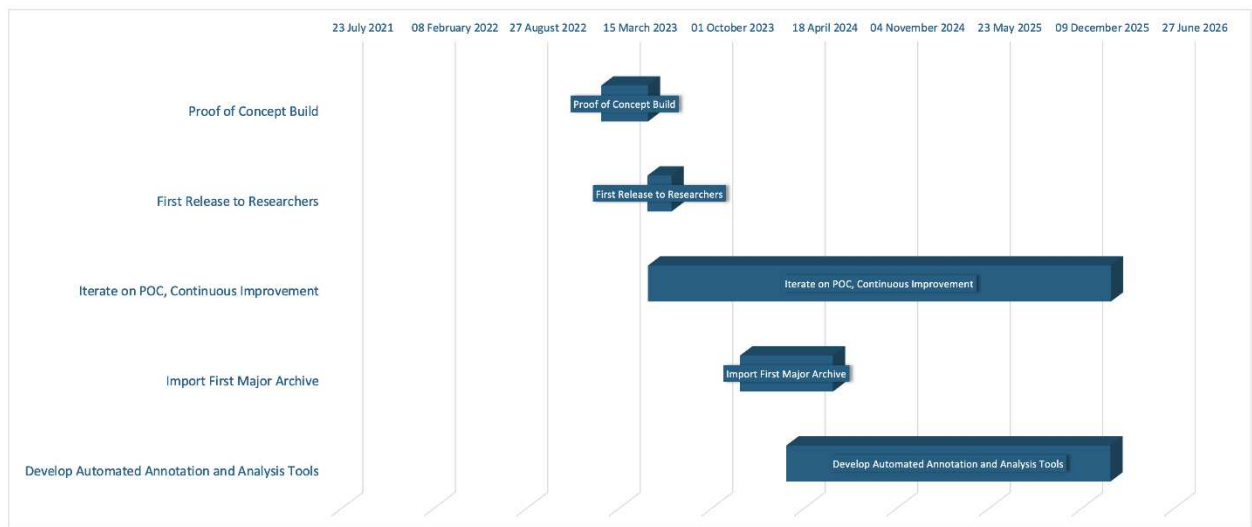 23 July 2021 08 February 2022 27 August 2022 15 March 2023 01 October 2023 18 April 2024 04 November 2024 23 May 2025 09 December 2025 27 June 2026
Proof of Concept Build Proof of Concept Build
First Release to Researchers First Release to Researchers
Iterate on POC, Continuous Improvement Iterate on POC, Continuous Improvement
Import First Major Archive Import First Major Archive
Develop Automated Annotation and Analysis Tools Develop Automated Annotation and Analysis Tools